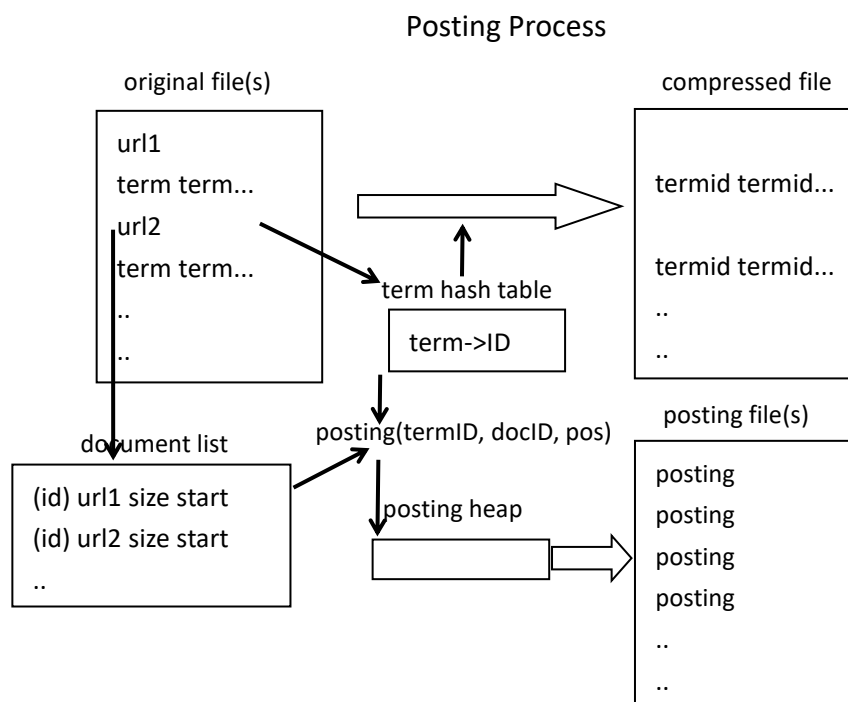 Posting Process
original file(s)
url1
term term...
url2
term term...
..
..
compressed file
termid termid...
termid termid...
..
..
term hash table
term->ID
document list
(id) url1 size start
(id) url2 size start
..
posting(termID, docID, pos)
posting heap
posting file(s)
posting
posting
posting
posting
..
..